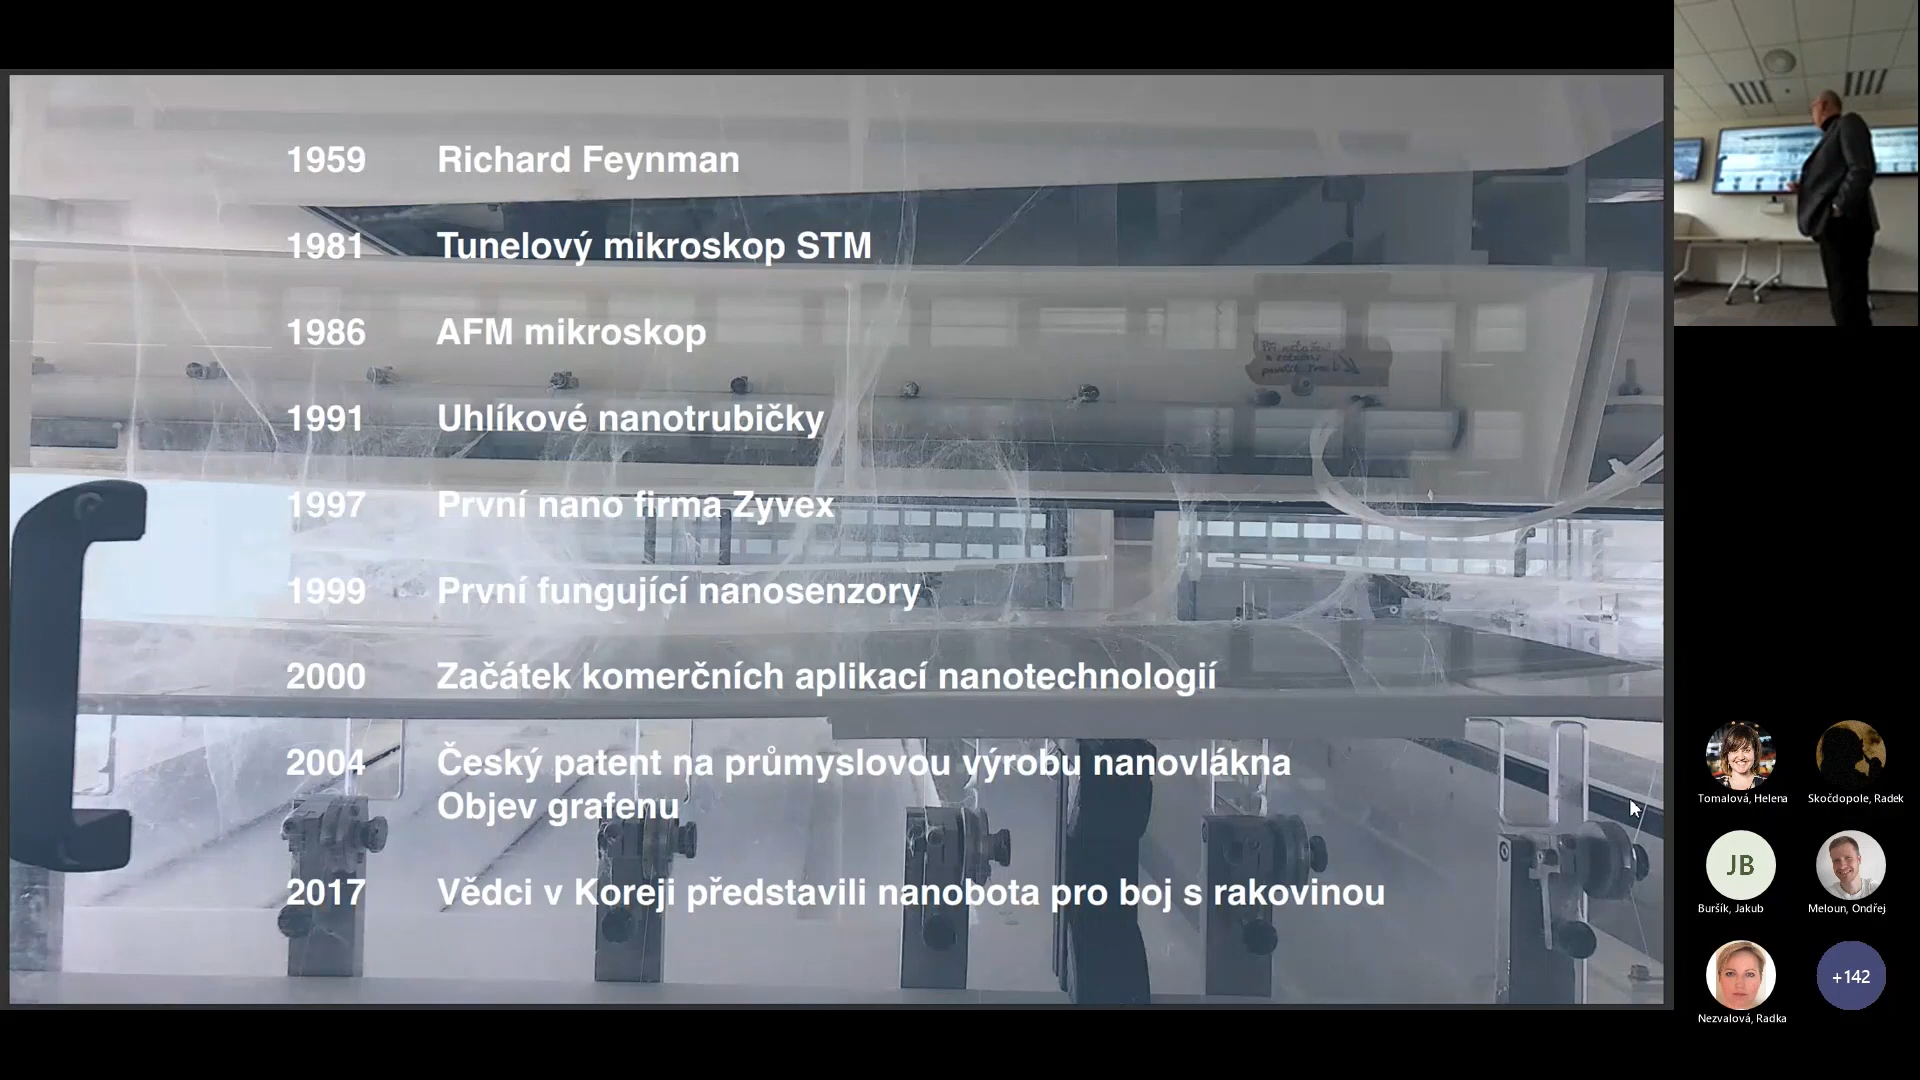 1959 Richard Feynman
1981 Tunelový mikroskop STM
1986 AFM mikroskop
1991 Uhlíkové nanotrubičky
1997 První nano firma Zyvex
1999 První fungující nanosenzory
2000 Začátek komerčních aplikací nanotechnologií
2004 Český patent na průmyslovou výrobu nanovlákna
Objev grafenu
2017 Vědci v Koreji představili nanobota pro boj s rakovinou
Tomalová, Helena
Skočdopole, Radek
JB
Buršík, Jakub
Meloun, Ondřej
Nezvalová, Radka
+142